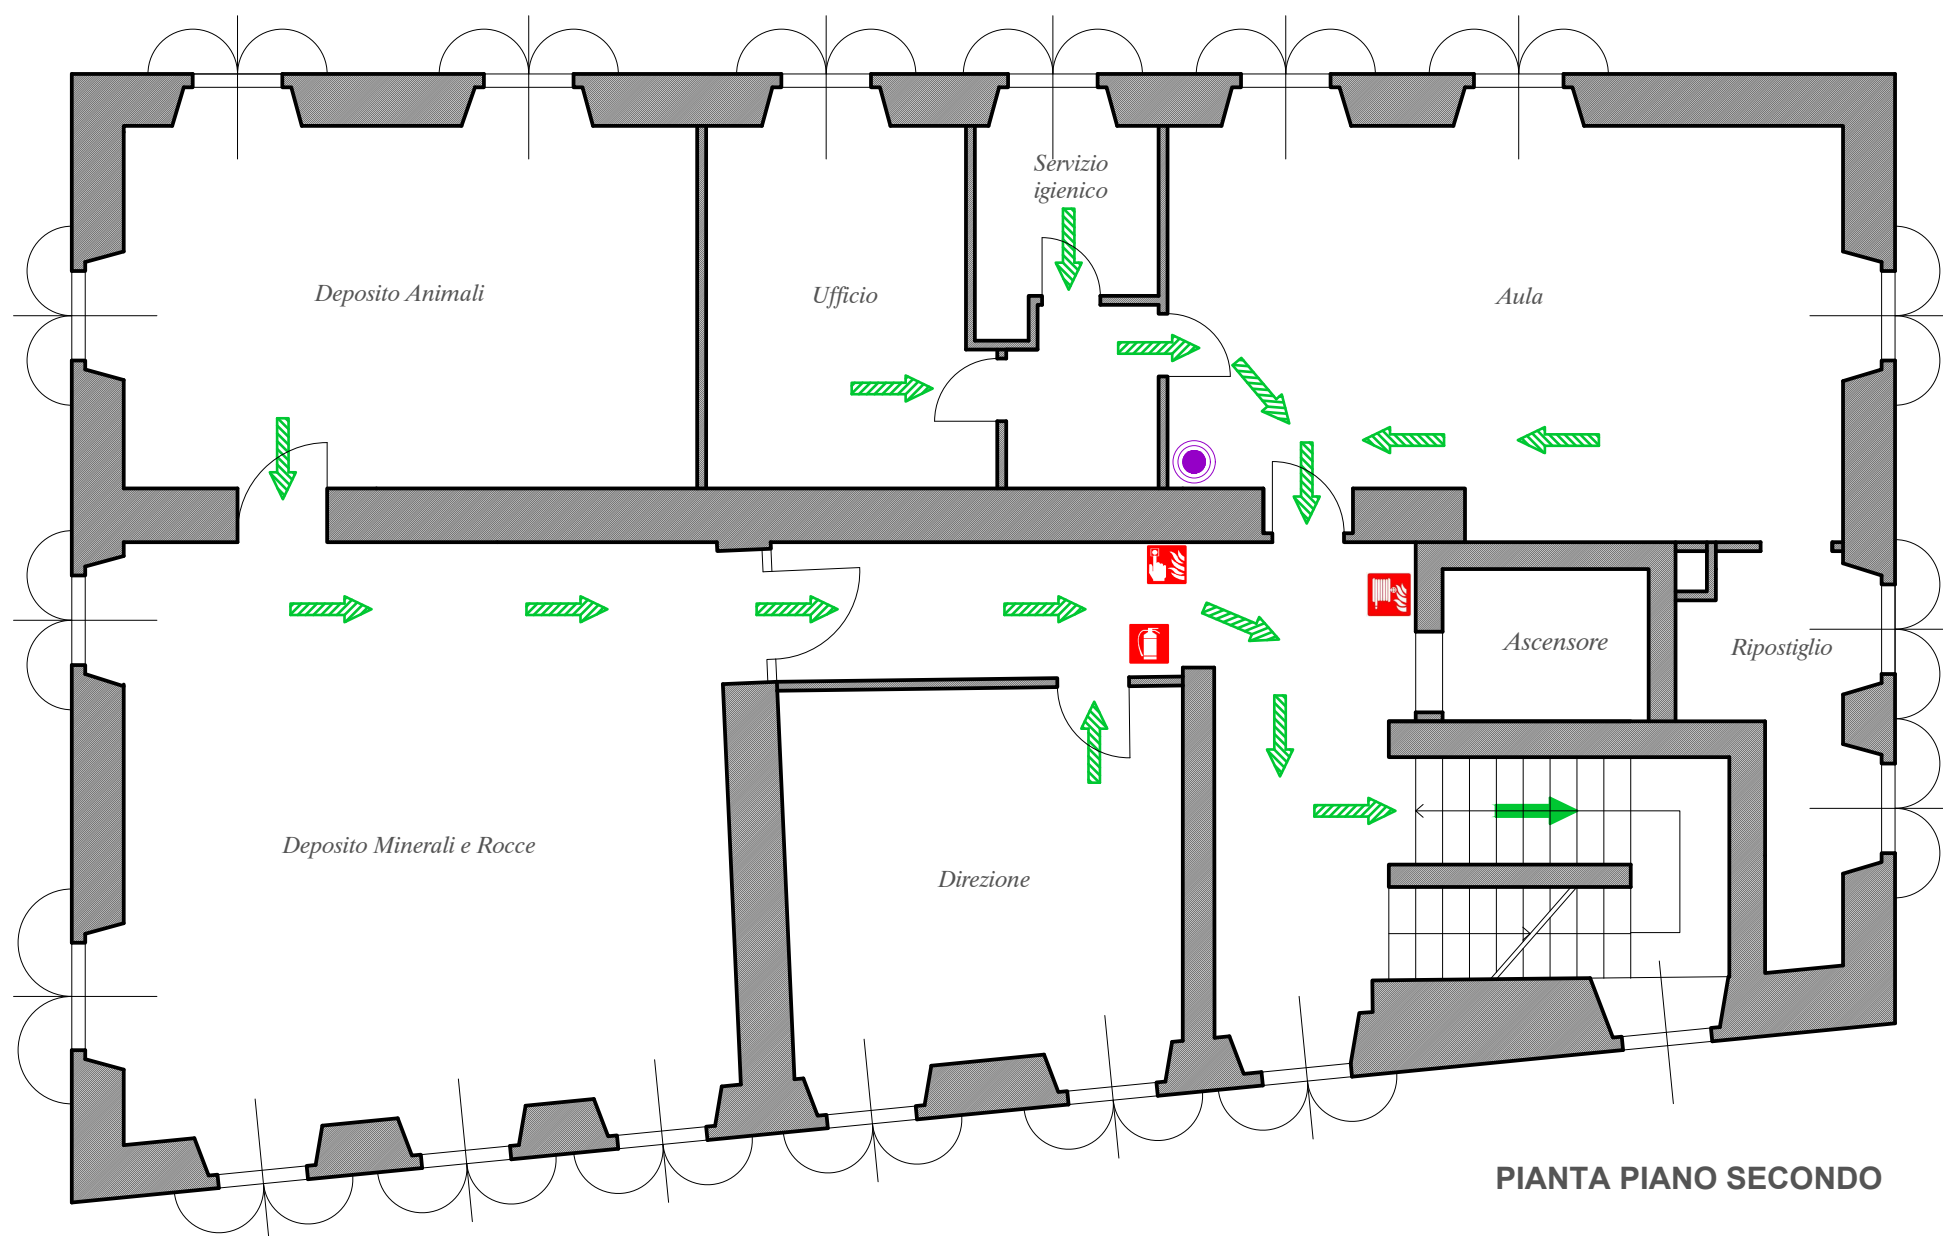 Servizio
igienico
Deposito Animali
Ufficio
Aula
Ascensore
Ripostiglio
Deposito Minerali e Rocce
Direzione
PIANTA PIANO SECONDO